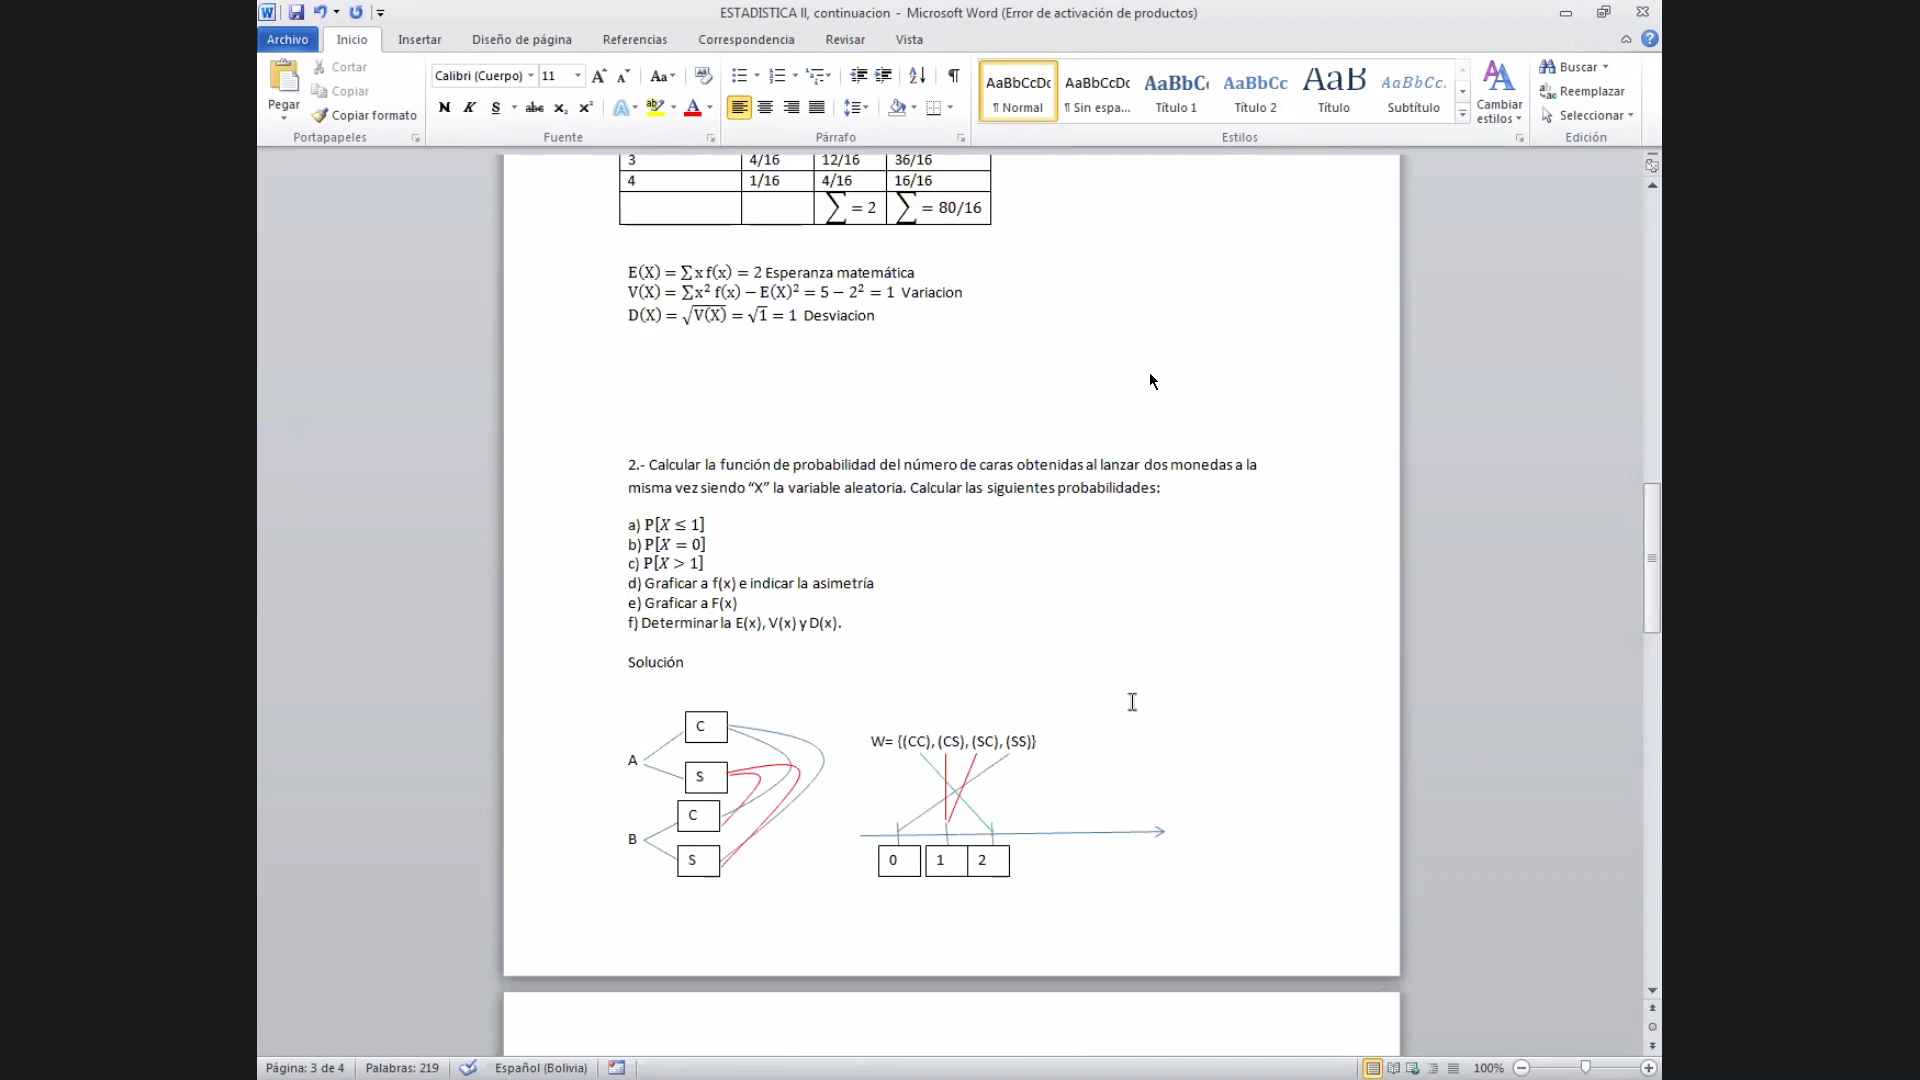 ESTADISTICA II, continuacion - Microsoft Word (Error de activación de productos)
Archivo Inicio Insertar Diseño de página Referencias Correspondencia Revisar Vista
Pegar
Cortar
Copiar
Copiar formato
Portapapeles
Calibri (Cuerpo) 11
N K S abc x₂ x²
Fuente
Párrafo
AaBbCcDc AaBbCcDc AaBbC AaBbCc AaB AaBbCc.
¶ Normal ¶ Sin espa... Título 1 Título 2 Título Subtítulo
Cambiar estilos
Estilos
Buscar
Reemplazar
Seleccionar
Edición
3 4/16 12/16 36/16
4 1/16 4/16 16/16
∑ = 2 ∑ = 80/16
E(X) = ∑x f(x) = 2 Esperanza matemática
V(X) = ∑x² f(x) − E(X)² = 5 − 2² = 1 Variacion
D(X) = √V(X) = √1 = 1 Desviacion
2.- Calcular la función de probabilidad del número de caras obtenidas al lanzar dos monedas a la
misma vez siendo “X” la variable aleatoria. Calcular las siguientes probabilidades:
a) P[X ≤ 1]
b) P[X = 0]
c) P[X > 1]
d) Graficar a f(x) e indicar la asimetría
e) Graficar a F(x)
f) Determinar la E(x), V(x) y D(x).
Solución
A
C
S
B
C
S
W= {(CC), (CS), (SC), (SS)}
0 1 2
Página: 3 de 4 Palabras: 219 Español (Bolivia) 100%